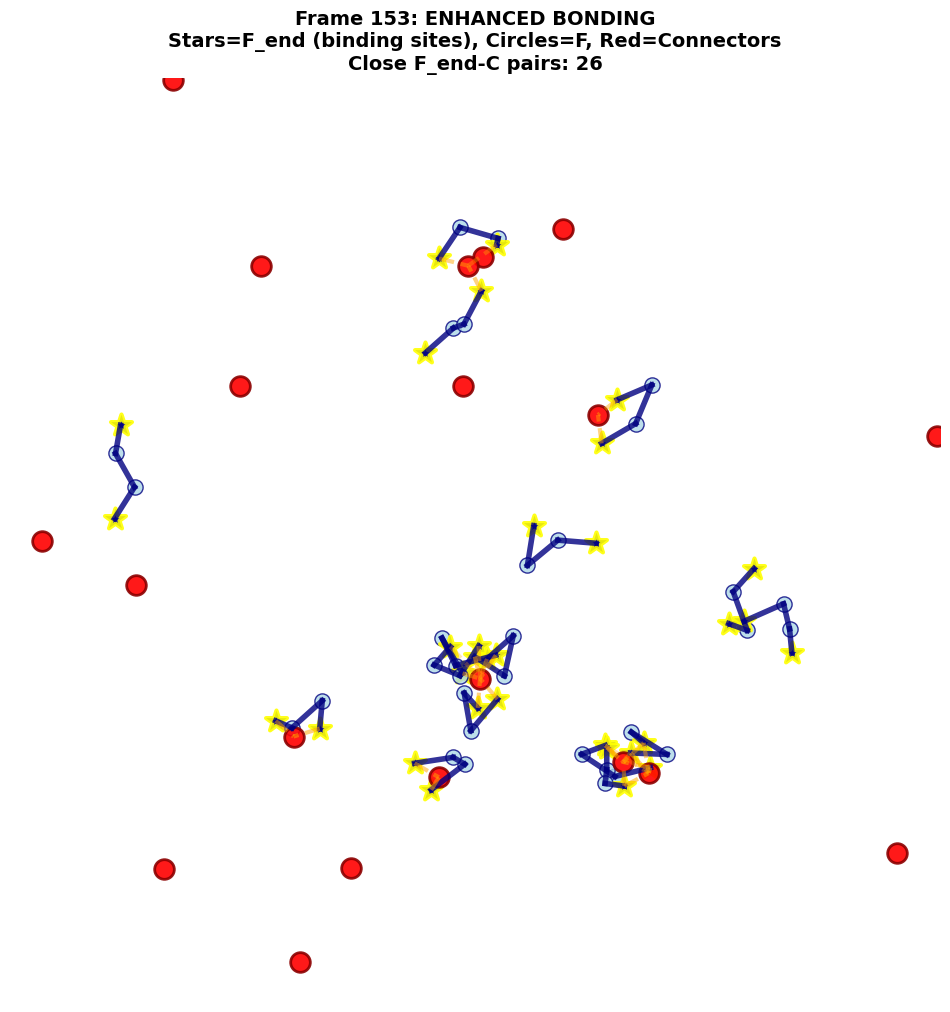 Frame 153: ENHANCED BONDING
Stars=F_end (binding sites), Circles=F, Red=Connectors
Close F_end-C pairs: 26